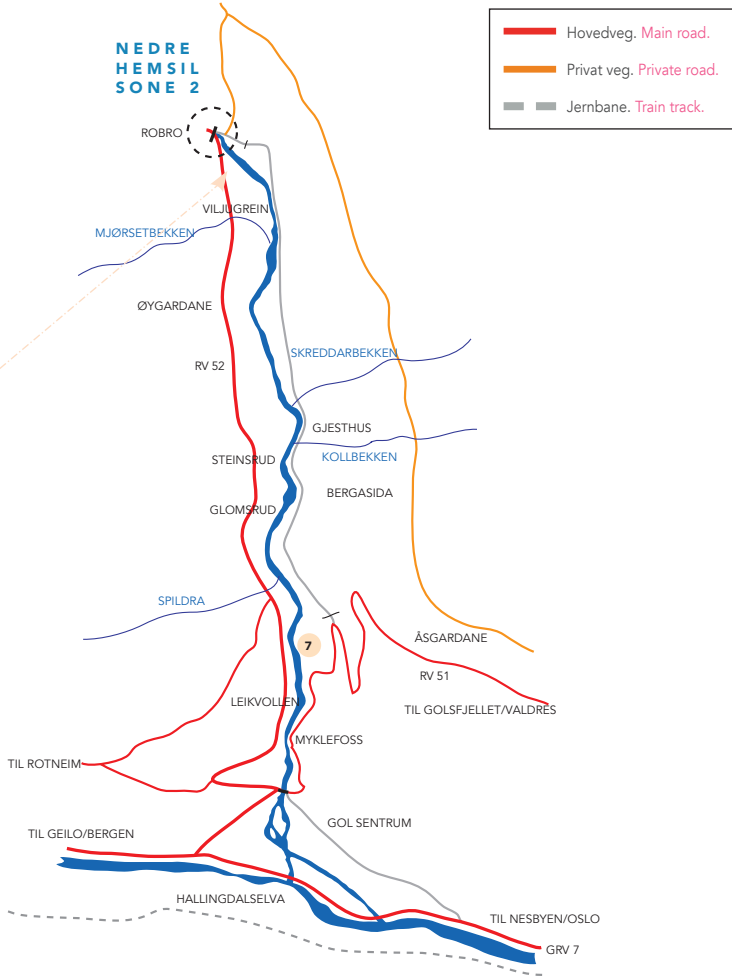 NEDRE
HEMSIL
SONE 2
Hovedveg. Main road.
Privat veg. Private road.
Jernbane. Train track.
ROBRO
VILJUGREIN
MJØRSETBEKKEN
ØYGARDANE
SKREDDARBEKKEN
RV 52
GJESTHUS
STEINSRUD
KOLLBEKKEN
BERGASIDA
GLOMSRUD
SPILDRA
7
ÅSGARDANE
RV 51
LEIKVOLLEN
TIL GOLSFJELLET/VALDRES
MYKLEFOSS
TIL ROTNEIM
GOL SENTRUM
TIL GEILO/BERGEN
HALLINGDALSELVA
TIL NESBYEN/OSLO
GRV 7